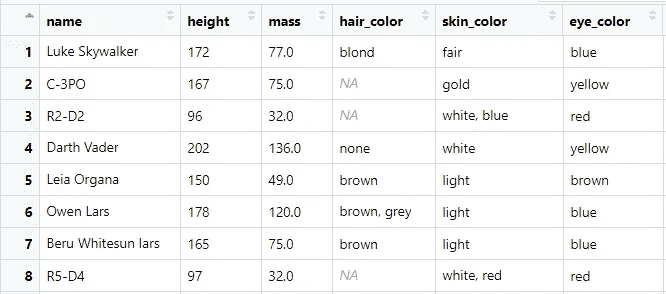 name height mass hair_color skin_color eye_color
1 Luke Skywalker 172 77.0 blond fair blue
2 C-3PO 167 75.0 NA gold yellow
3 R2-D2 96 32.0 NA white, blue red
4 Darth Vader 202 136.0 none white yellow
5 Leia Organa 150 49.0 brown light brown
6 Owen Lars 178 120.0 brown, grey light blue
7 Beru Whitesun lars 165 75.0 brown light blue
8 R5-D4 97 32.0 NA white, red red